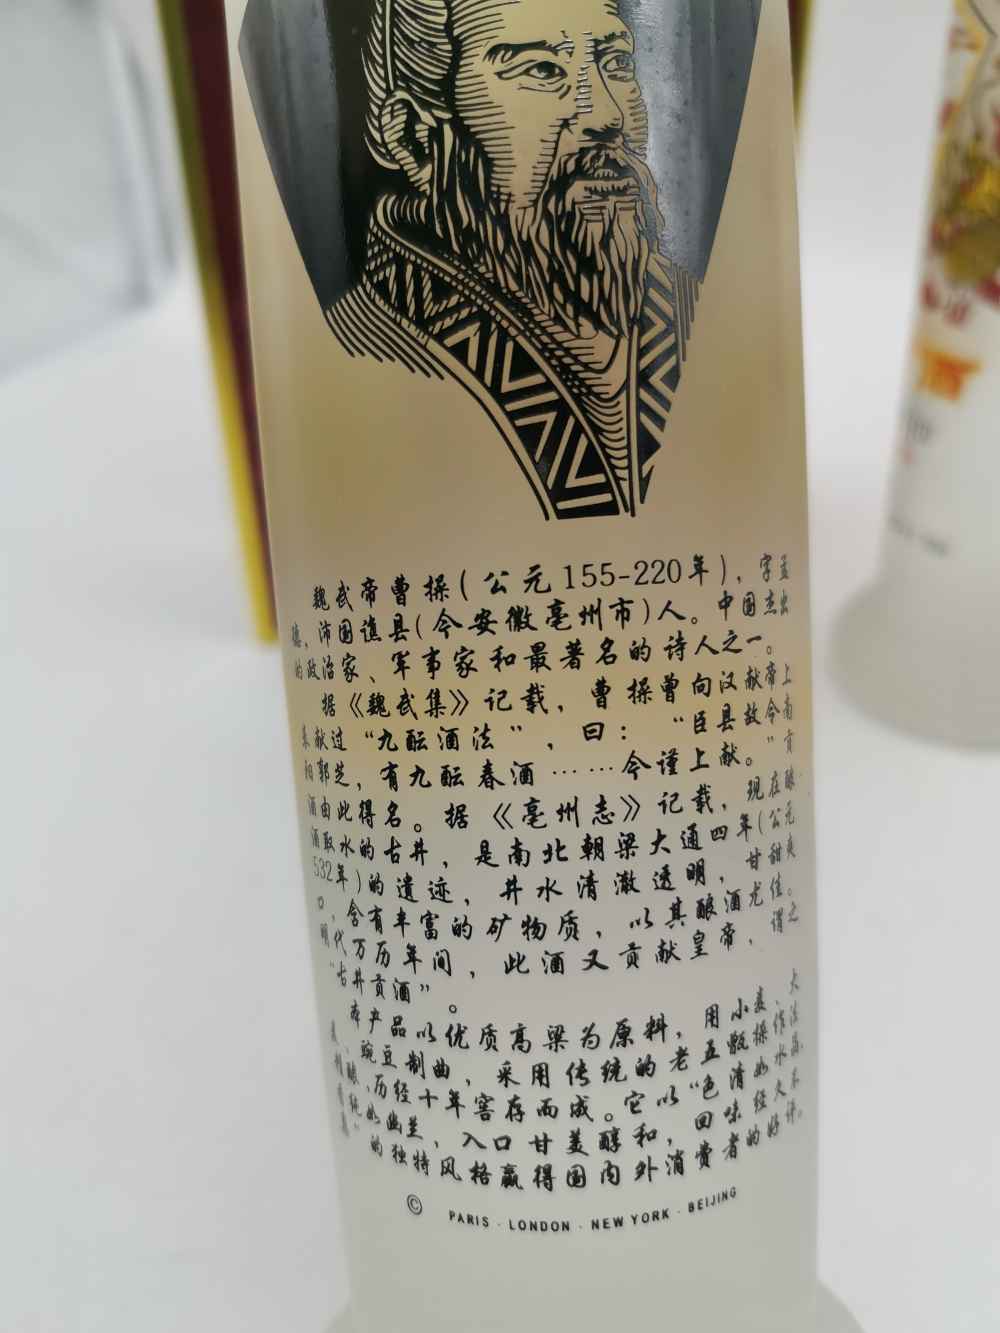 魏武帝曹操(公元155-220年)，字孟
德，沛国谯县(今安徽亳州市)人。中国杰出
的政治家、军事家和最著名的诗人之一。
据《魏武集》记载，曹操曾向汉献帝上
表献过“九酝酒法”，曰：“臣县故令南
阳郭芝，有九酝春酒……今谨上献。”贡
酒由此得名。据《亳州志》记载，现在酿
酒取水的古井，是南北朝梁大通四年(公元
532年)的遗迹，井水清澈透明，甘甜爽
口，含有丰富的矿物质，以其酿酒尤佳。
明代万历年间，此酒又贡献皇帝，谓之
“古井贡酒”。
本产品以优质高梁为原料，用小麦、大
麦、豌豆制曲，采用传统的老五甑操作法
酿制，历经十年窖存而成。它以“色清如水晶、
香纯如幽兰，入口甘美醇和，回味经久不
息”的独特风格赢得国内外消费者的好评。
© PARIS · LONDON · NEW YORK · BEIJING
酒